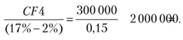 CF4 / (17% − 2%) = 300 000 / 0,15 2 000 000.